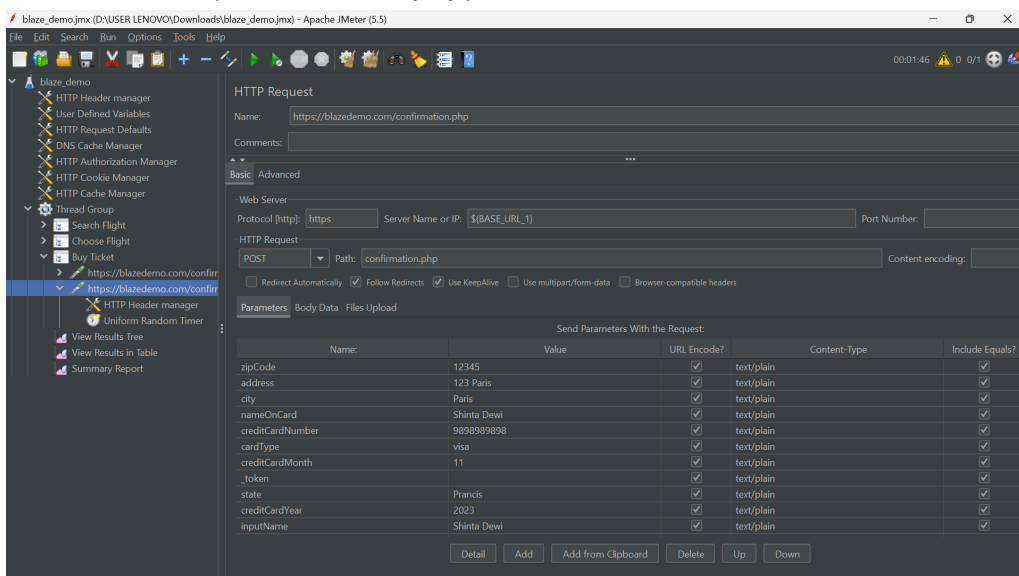 blaze_demo.jmx (D:\USER LENOVO\Downloads\blaze_demo.jmx) - Apache JMeter (5.5)
File Edit Search Run Options Tools Help
00:01:46 0 0/1
blaze_demo
HTTP Header manager
User Defined Variables
HTTP Request Defaults
DNS Cache Manager
HTTP Authorization Manager
HTTP Cookie Manager
HTTP Cache Manager
Thread Group
Search Flight
Choose Flight
Buy Ticket
https://blazedemo.com/confirr
https://blazedemo.com/confirr
HTTP Header manager
Uniform Random Timer
View Results Tree
View Results in Table
Summary Report
HTTP Request
Name: https://blazedemo.com/confirmation.php
Comments:
Basic Advanced
Web Server
Protocol [http]: https Server Name or IP: ${BASE_URL_1} Port Number:
HTTP Request
POST Path: confirmation.php Content encoding:
Redirect Automatically Follow Redirects Use KeepAlive Use multipart/form-data Browser-compatible headers
Parameters Body Data Files Upload
Send Parameters With the Request:
Name: Value URL Encode? Content-Type Include Equals?
zipCode 12345 text/plain
address 123 Paris text/plain
city Paris text/plain
nameOnCard Shinta Dewi text/plain
creditCardNumber 9898989898 text/plain
cardType visa text/plain
creditCardMonth 11 text/plain
_token text/plain
state Prancis text/plain
creditCardYear 2023 text/plain
inputName Shinta Dewi text/plain
Detail Add Add from Clipboard Delete Up Down